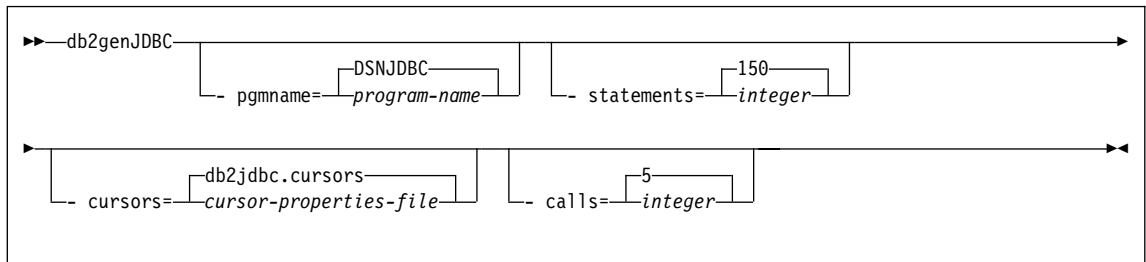 db2genJDBC
DSNJDBC 150
- pgmname= program-name - statements= integer
db2jdbc.cursors 5
- cursors= cursor-properties-file - calls= integer